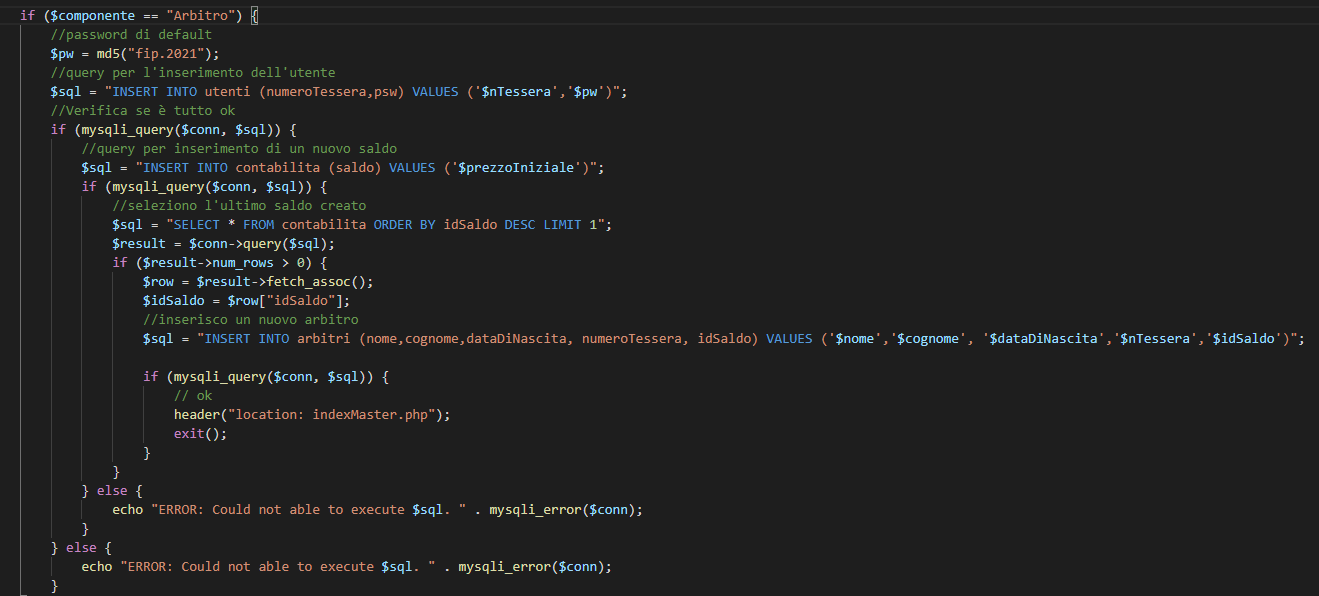 if ($componente == "Arbitro") {
//password di default
$pw = md5("fip.2021");
//query per l'inserimento dell'utente
$sql = "INSERT INTO utenti (numeroTessera,psw) VALUES ('$nTessera','$pw')";
//Verifica se è tutto ok
if (mysqli_query($conn, $sql)) {
//query per inserimento di un nuovo saldo
$sql = "INSERT INTO contabilita (saldo) VALUES ('$prezzoIniziale')";
if (mysqli_query($conn, $sql)) {
//seleziono l'ultimo saldo creato
$sql = "SELECT * FROM contabilita ORDER BY idSaldo DESC LIMIT 1";
$result = $conn->query($sql);
if ($result->num_rows > 0) {
$row = $result->fetch_assoc();
$idSaldo = $row["idSaldo"];
//inserisco un nuovo arbitro
$sql = "INSERT INTO arbitri (nome,cognome,dataDiNascita, numeroTessera, idSaldo) VALUES ('$nome','$cognome', '$dataDiNascita','$nTessera','$idSaldo')";
if (mysqli_query($conn, $sql)) {
// ok
header("location: indexMaster.php");
exit();
}
}
} else {
echo "ERROR: Could not able to execute $sql. " . mysqli_error($conn);
}
} else {
echo "ERROR: Could not able to execute $sql. " . mysqli_error($conn);
}